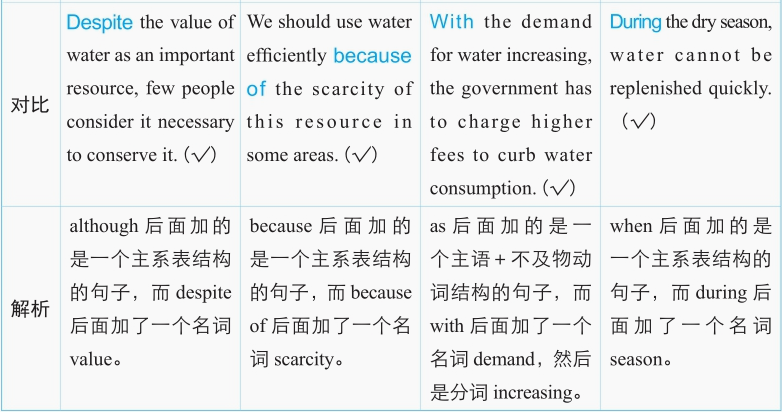 对比
Despite the value of
water as an important
resource, few people
consider it necessary
to conserve it. (✓)
We should use water
efficiently because
of the scarcity of
this resource in
some areas. (✓)
With the demand
for water increasing,
the government has
to charge higher
fees to curb water
consumption. (✓)
During the dry season,
water cannot be
replenished quickly.
(✓)
解析
although 后面加的
是一个主系表结构
的句子，而 despite
后面加了一个名词
value。
because 后面加的
是一个主系表结构
的句子，而 because
of 后面加了一个名
词 scarcity。
as 后面加的是一
个主语 + 不及物动
词结构的句子，而
with 后面加了一个
名词 demand，然后
是分词 increasing。
when 后面加的是
一个主系表结构的
句子，而 during 后
面加了一个名词
season。